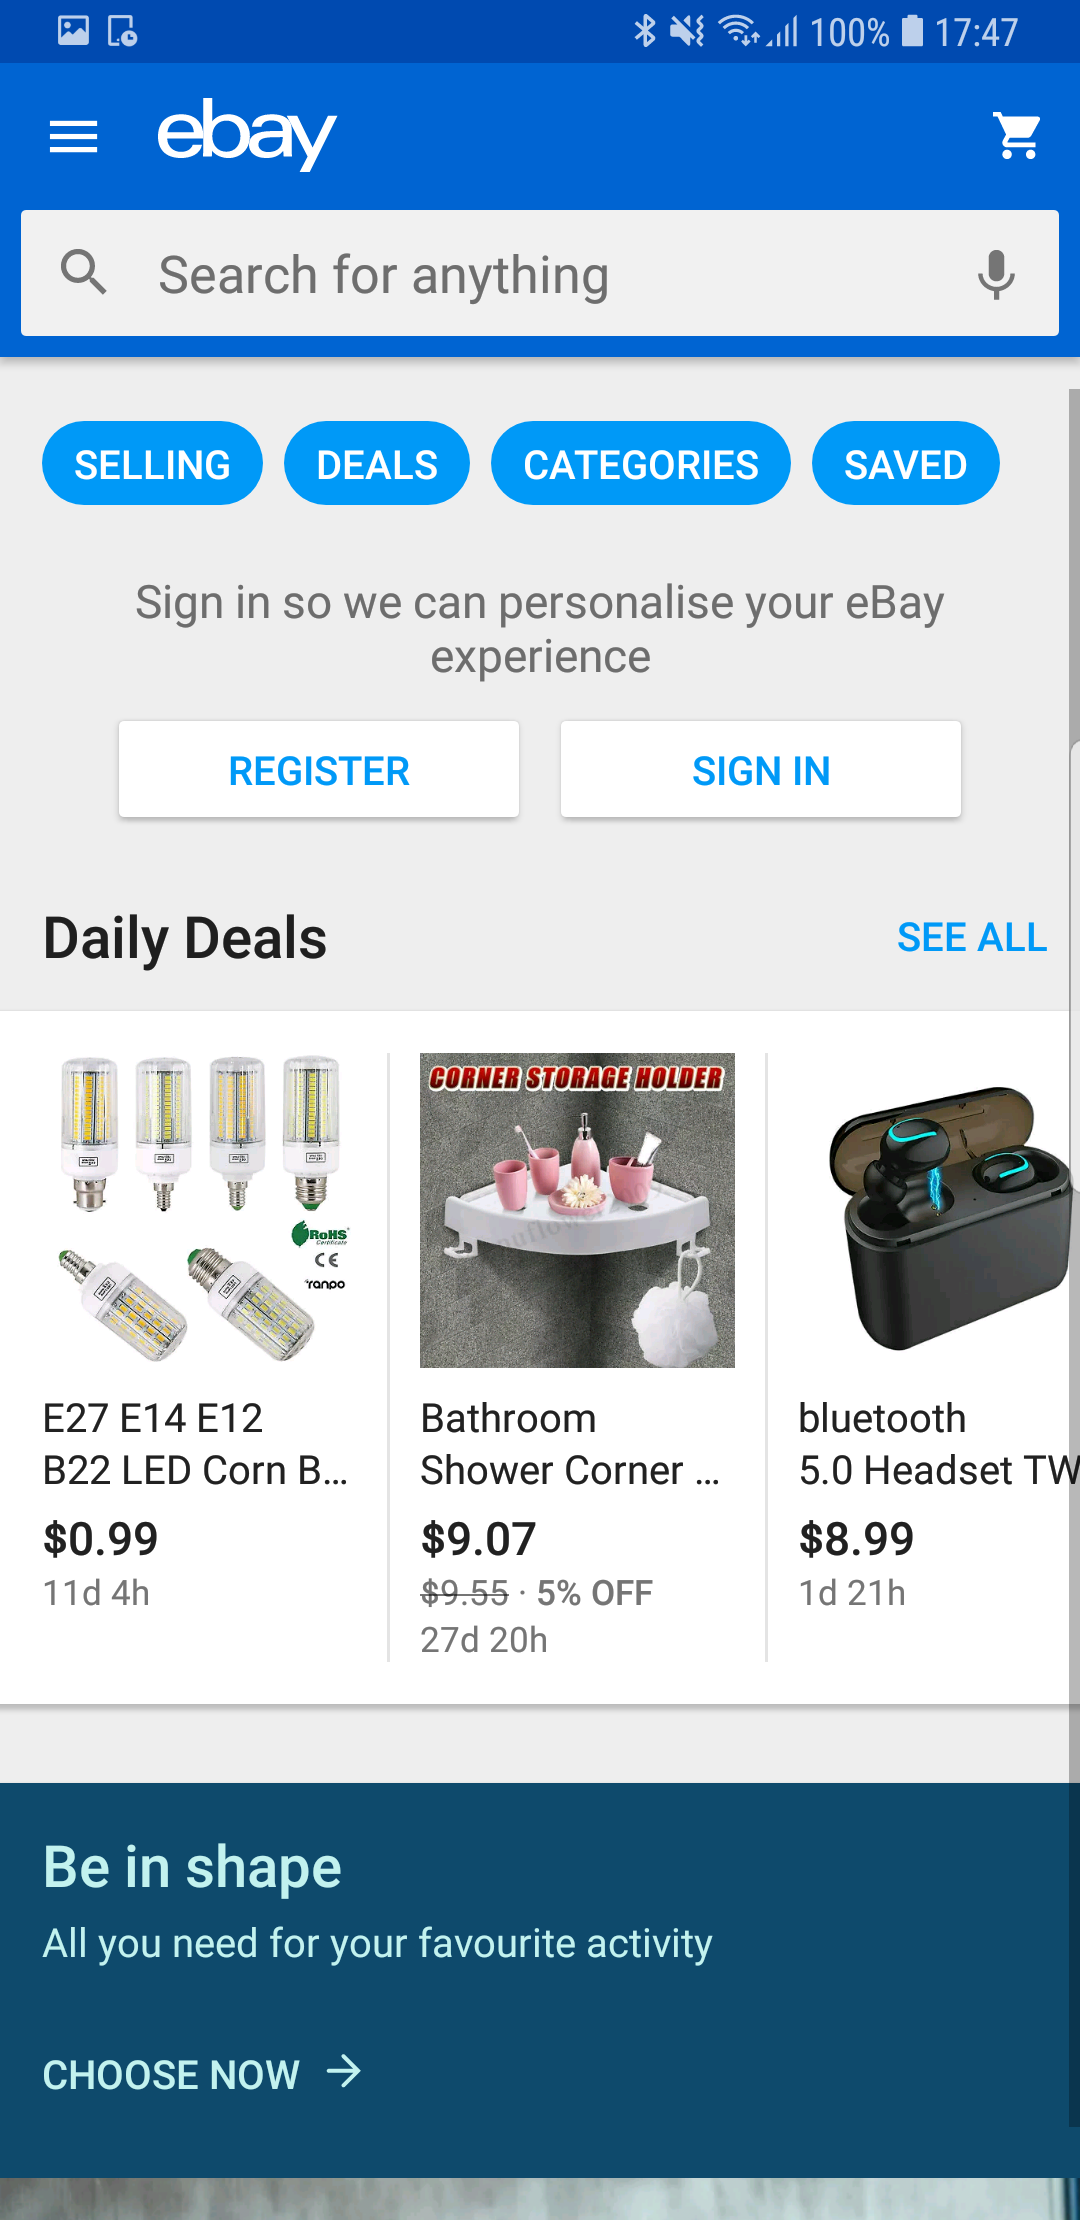 100% 17:47
ebay
Search for anything
SELLING DEALS CATEGORIES SAVED
Sign in so we can personalise your eBay
experience
REGISTER SIGN IN
Daily Deals SEE ALL
CORNER STORAGE HOLDER
RoHS
Certificate
CE
ranpo
E27 E14 E12
B22 LED Corn B...
$0.99
11d 4h
Bathroom
Shower Corner ...
$9.07
$9.55 · 5% OFF
27d 20h
bluetooth
5.0 Headset TW
$8.99
1d 21h
Be in shape
All you need for your favourite activity
CHOOSE NOW →